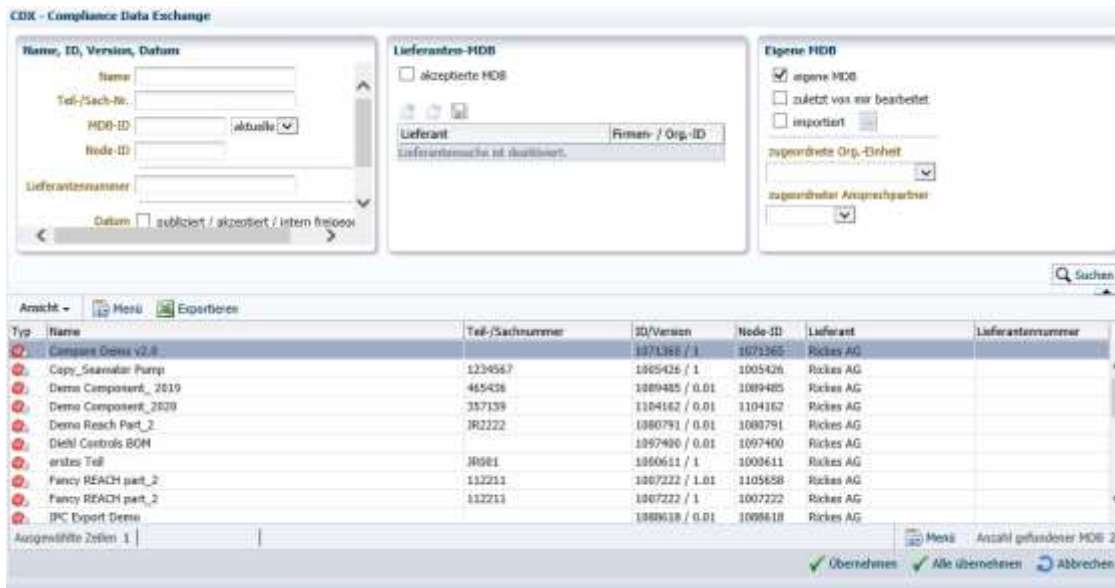 CDX - Compliance Data Exchange
Name, ID, Version, Datum
Name
Teil-/Sach-Nr.
MDB-ID
aktuelle
Node-ID
Lieferantennummer
Datum
publiziert / akzeptiert / intern
Lieferanten-MDB
akzeptierte MDB
Lieferant Firmen- / Org.-ID
Lieferantensuche ist deaktiviert.
Eigene MDB
eigene MDB
zuletzt von mir bearbeitet
importiert
zugeordnete Org.-Einheit
zugeordneter Ansprechpartner
Suchen
Ansicht Menü Exportieren
Typ Name Teil-/Sachnummer ID/Version Node-ID Lieferant Lieferantennummer
Compare Demo v2.0 1071365 / 1 1071365 Rickes AG
Copy_Seawater Pump 1234567 1005426 / 1 1005426 Rickes AG
Demo Component_ 2019 465436 1089485 / 0.01 1089485 Rickes AG
Demo Component_2020 357159 1104162 / 0.01 1104162 Rickes AG
Demo Reach Part_2 JR2222 1080791 / 0.01 1080791 Rickes AG
Diehl Controls BOM 1097400 / 0.01 1097400 Rickes AG
erstes Teil JR001 1000611 / 1 1000611 Rickes AG
Fancy REACH part_2 112211 1007222 / 1.01 1105658 Rickes AG
Fancy REACH part_2 112211 1007222 / 1 1007222 Rickes AG
IPC Export Demo 1088618 / 0.01 1088618 Rickes AG
Ausgewählte Zeilen 1 Menü Anzahl gefundener MDB 2
Übernehmen Alle übernehmen Abbrechen